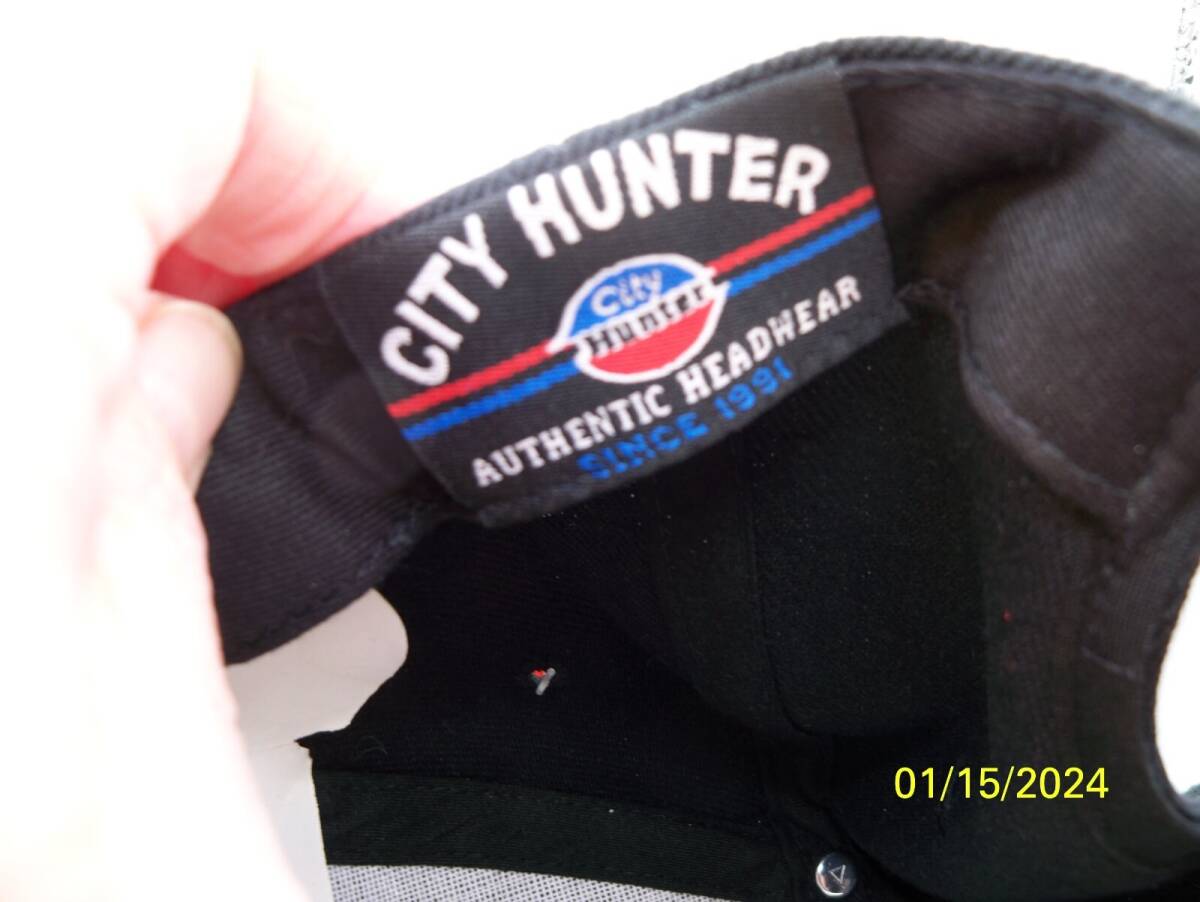 CITY HUNTER
City
Hunter
AUTHENTIC HEADWEAR
SINCE 1991
01/15/2024